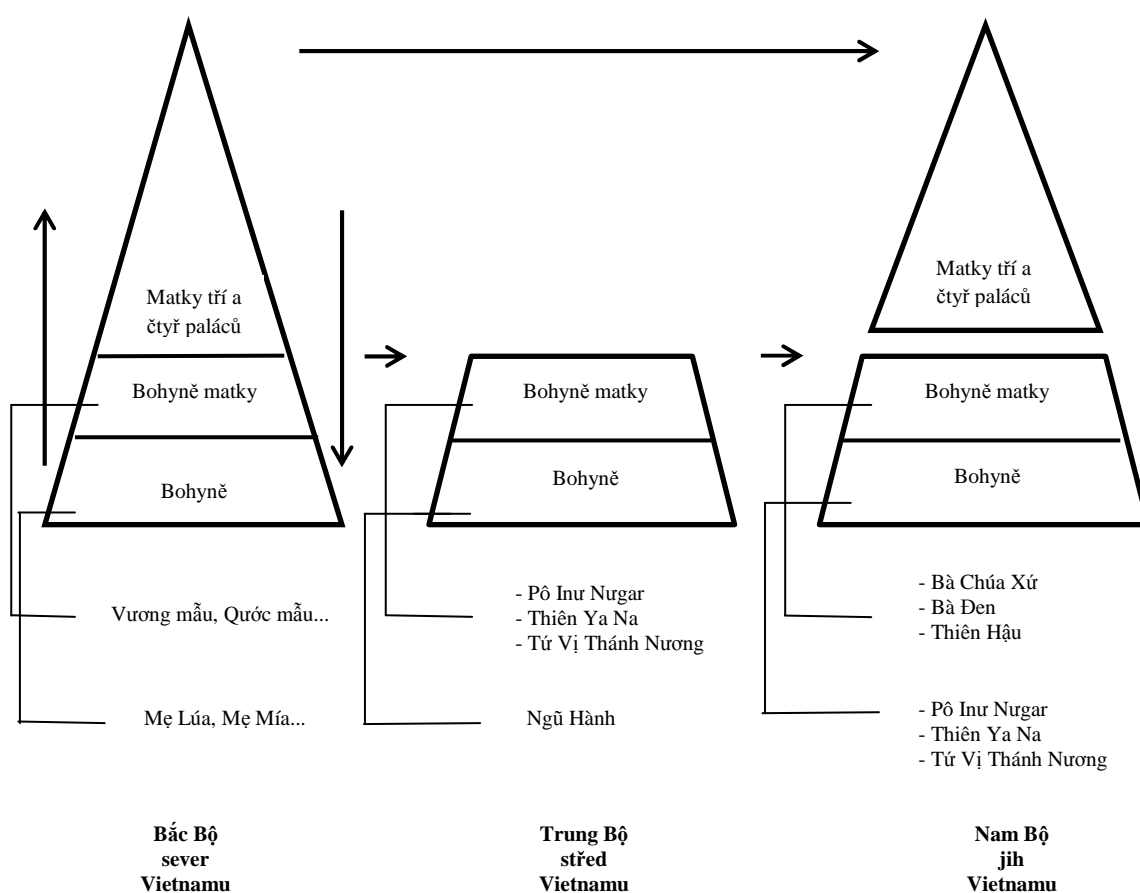 Matky tří a
čtyř paláců
Bohyně matky
Bohyně
Vương mẫu, Qước mẫu...
Mẹ Lúa, Mẹ Mía...
Bắc Bộ
sever
Vietnamu
Bohyně matky
Bohyně
- Pô Inư Nưgar
- Thiên Ya Na
- Tứ Vị Thánh Nương
Ngũ Hành
Trung Bộ
střed
Vietnamu
Matky tří a
čtyř paláců
Bohyně matky
Bohyně
- Bà Chúa Xứ
- Bà Đen
- Thiên Hậu
- Pô Inư Nưgar
- Thiên Ya Na
- Tứ Vị Thánh Nương
Nam Bộ
jih
Vietnamu